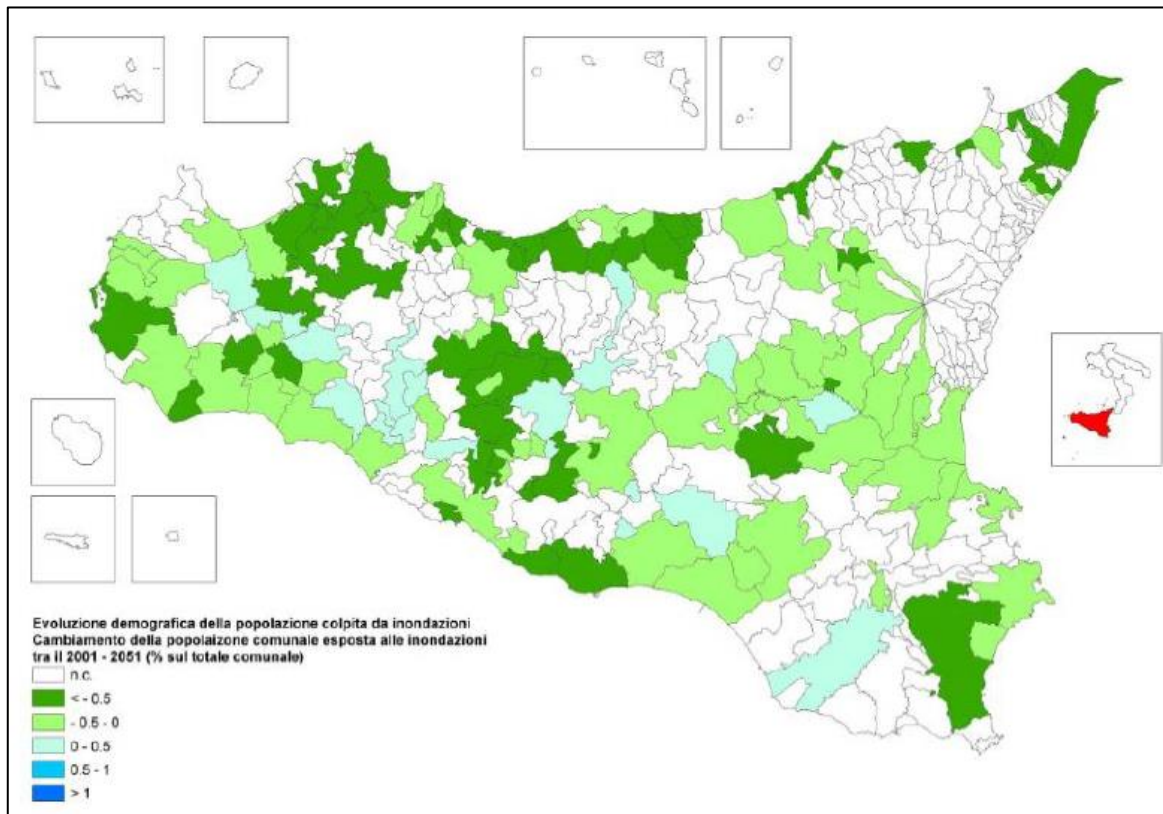 Evoluzione demografica della popolazione colpita da inondazioni
Cambiamento della popolaizone comunale esposta alle inondazioni
tra il 2001 - 2051 (% sul totale comunale)
n.c.
< - 0.5
- 0.5 - 0
0 - 0.5
0.5 - 1
> 1